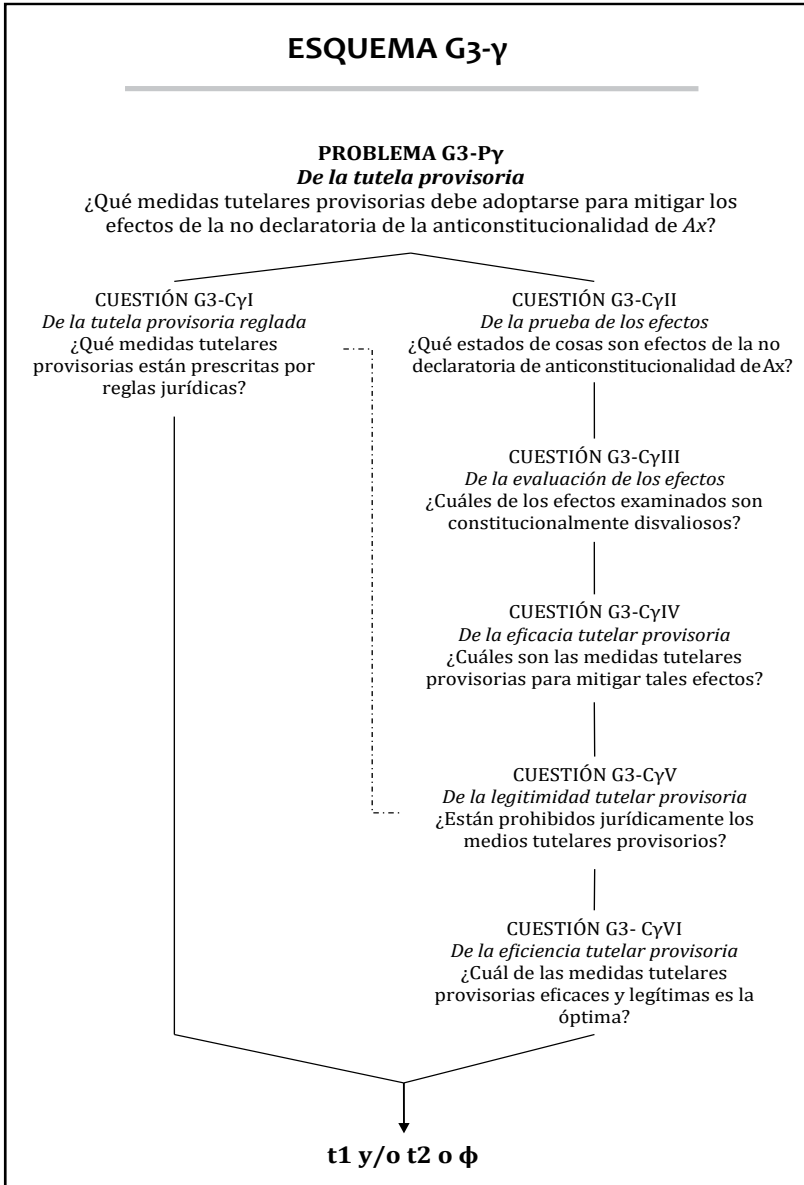 ESQUEMA G3-γ
PROBLEMA G3-Pγ
De la tutela provisoria
¿Qué medidas tutelares provisorias debe adoptarse para mitigar los
efectos de la no declaratoria de la anticonstitucionalidad de Ax?
CUESTIÓN G3-CγI
De la tutela provisoria reglada
¿Qué medidas tutelares
provisorias están prescritas por
reglas jurídicas?
CUESTIÓN G3-CγII
De la prueba de los efectos
¿Qué estados de cosas son efectos de la no
declaratoria de anticonstitucionalidad de Ax?
CUESTIÓN G3-CγIII
De la evaluación de los efectos
¿Cuáles de los efectos examinados son
constitucionalmente disvaliosos?
CUESTIÓN G3-CγIV
De la eficacia tutelar provisoria
¿Cuáles son las medidas tutelares
provisorias para mitigar tales efectos?
CUESTIÓN G3-CγV
De la legitimidad tutelar provisoria
¿Están prohibidos jurídicamente los
medios tutelares provisorios?
CUESTIÓN G3- CγVI
De la eficiencia tutelar provisoria
¿Cuál de las medidas tutelares
provisorias eficaces y legítimas es la
óptima?
t1 y/o t2 o ϕ